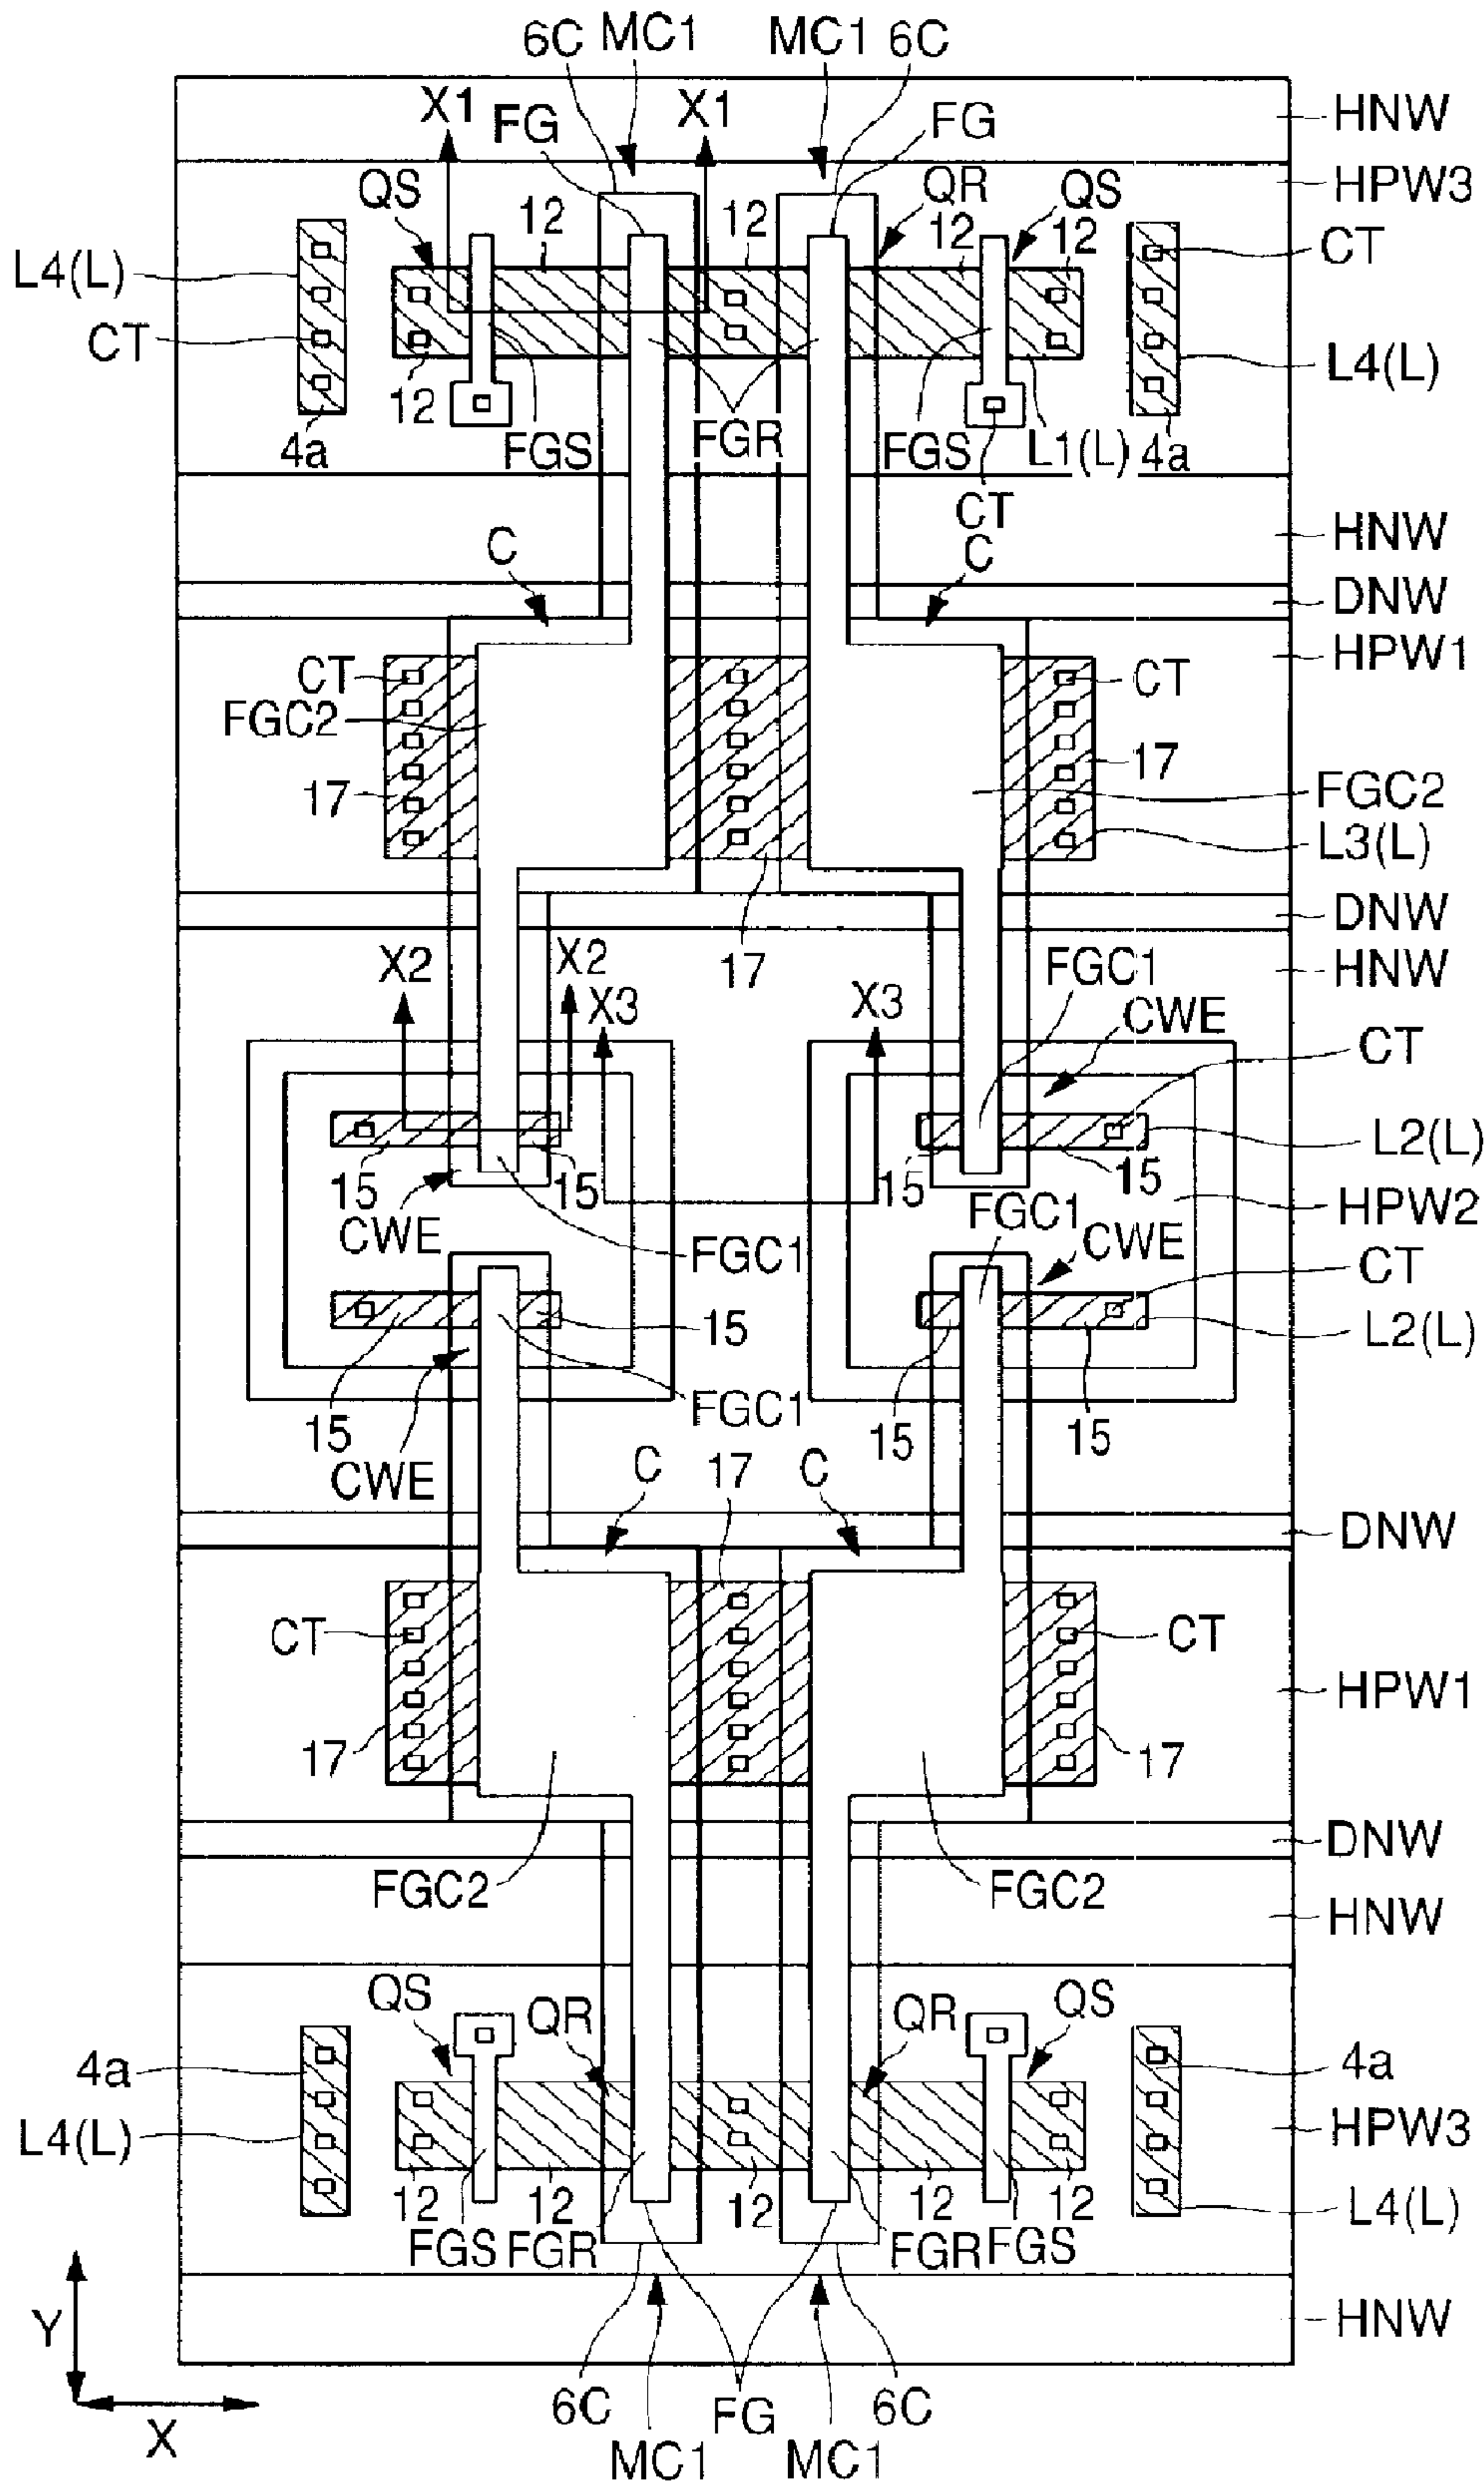 6C MC1 MC1 6C
X1 FG X1 FG HNW
QS 12 12 QR 12 QS 12 HPW3
L4(L) CT
CT L4(L)
12 FGS FGR FGS L1(L) 4a
4a
CT HNW
C C
DNW
CT CT HPW1
FGC2
17 17 FGC2
L3(L)
DNW
17
X2 X2 X3 X3 FGC1 HNW
CWE CT
L2(L)
15 15 15 15
CWE FGC1 FGC1 CWE HPW2
CT
15 L2(L)
15 FGC1 15 15
CWE C 17 C
DNW
CT CT
17 17 HPW1
DNW
FGC2 FGC2
HNW
QS QR QR QS
4a 4a
L4(L) HPW3
12 12 12 12 12 L4(L)
FGS FGR FGR FGS
Y HNW
X 6C FG 6C
MC1 MC1